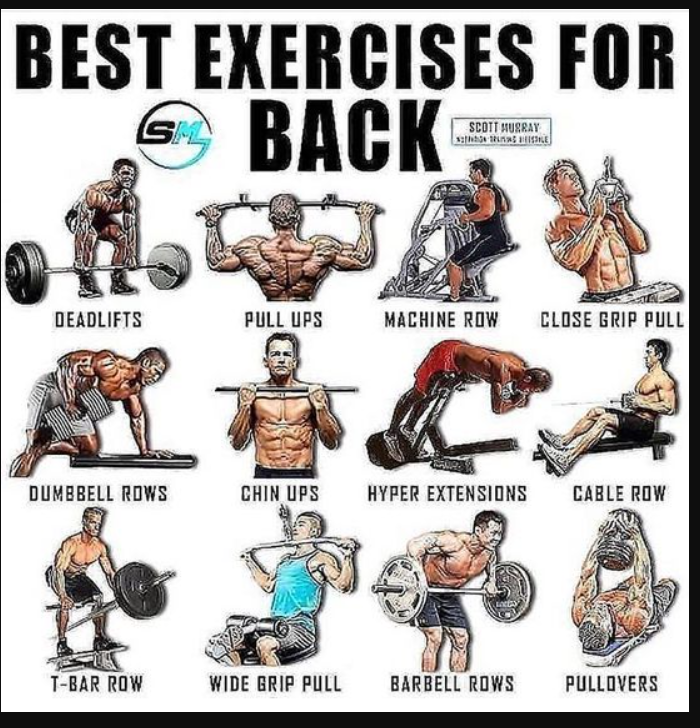 BEST EXERCISES FOR
BACK
SM
SCOTT MURRAY
NUTRITION TRAINING LIFESTYLE
DEADLIFTS
PULL UPS
MACHINE ROW
CLOSE GRIP PULL
DUMBBELL ROWS
CHIN UPS
HYPER EXTENSIONS
CABLE ROW
T-BAR ROW
WIDE GRIP PULL
BARBELL ROWS
PULLOVERS